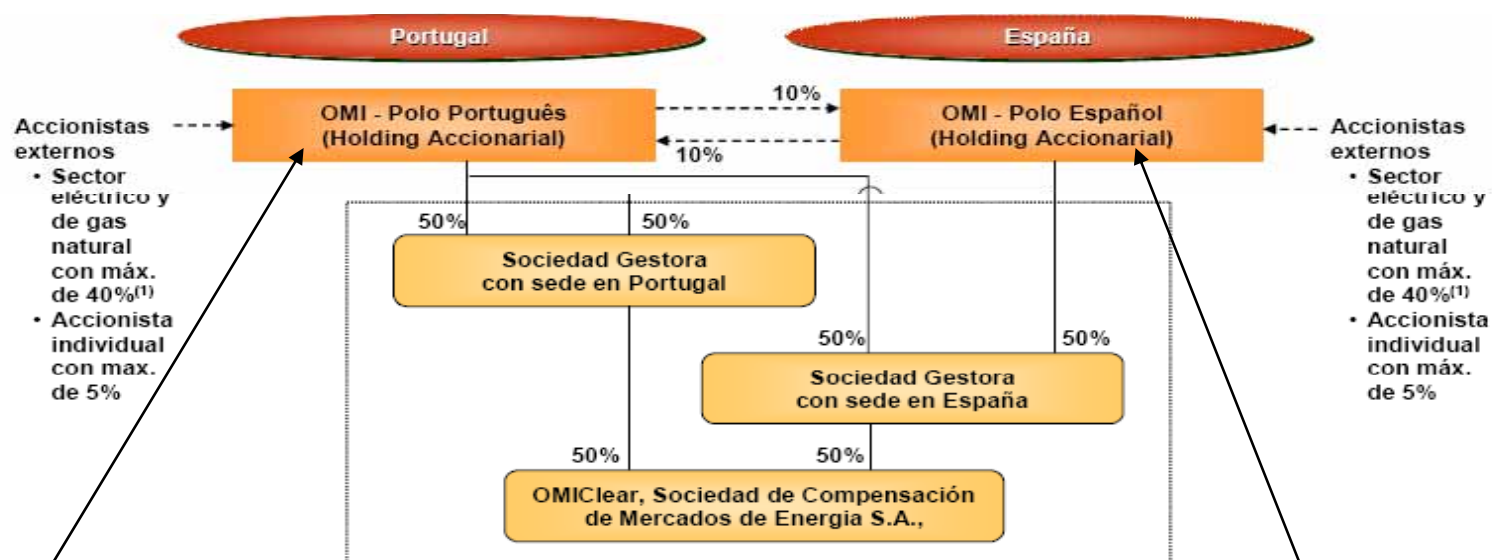 Portugal
España
OMI - Polo Português
(Holding Accionarial)
10%
10%
OMI - Polo Español
(Holding Accionarial)
Accionistas
externos
• Sector
eléctrico y
de gas
natural
con máx.
de 40%(1)
• Accionista
individual
con max.
de 5%
Accionistas
externos
• Sector
eléctrico y
de gas
natural
con máx.
de 40%(1)
• Accionista
individual
con máx.
de 5%
50%
50%
Sociedad Gestora
con sede en Portugal
50%
50%
Sociedad Gestora
con sede en España
50%
50%
OMIClear, Sociedad de Compensación
de Mercados de Energia S.A.,